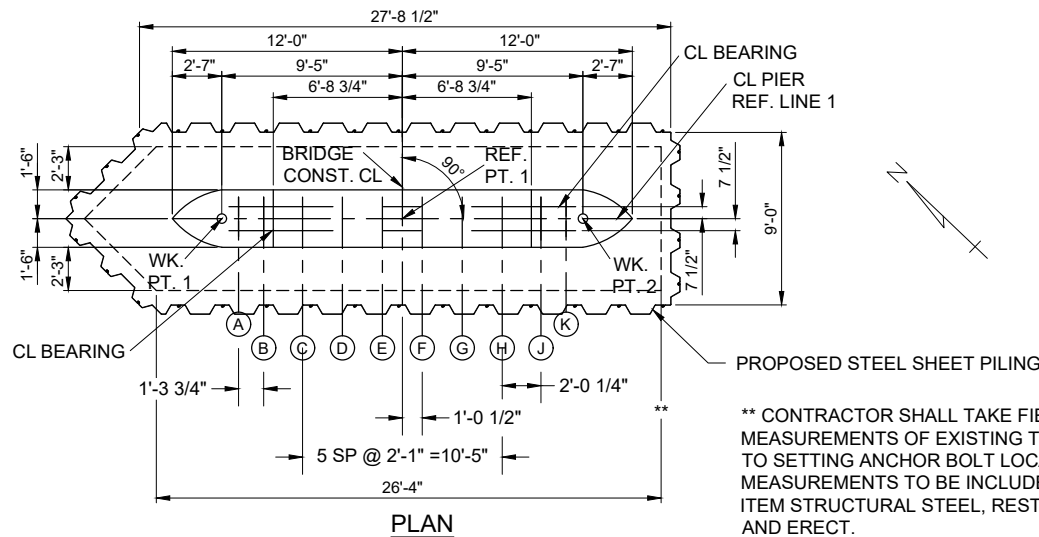 27'-8 1/2"
12'-0"
12'-0"
2'-7"
9'-5"
9'-5"
2'-7"
CL BEARING
6'-8 3/4"
6'-8 3/4"
CL PIER
REF. LINE 1
1'-6"
2'-3"
BRIDGE
CONST. CL
90°
REF.
PT. 1
7 1/2"
N
9'-0"
1'-6"
2'-3"
WK.
PT. 1
WK.
PT. 2
7 1/2"
A
K
B
C
D
E
F
G
H
J
CL BEARING
PROPOSED STEEL SHEET PILING
1'-3 3/4"
2'-0 1/4"
1'-0 1/2"
**
5 SP @ 2'-1" =10'-5"
26'-4"
PLAN
** CONTRACTOR SHALL TAKE FIE
MEASUREMENTS OF EXISTING T
TO SETTING ANCHOR BOLT LOCA
MEASUREMENTS TO BE INCLUDE
ITEM STRUCTURAL STEEL, REST
AND ERECT.